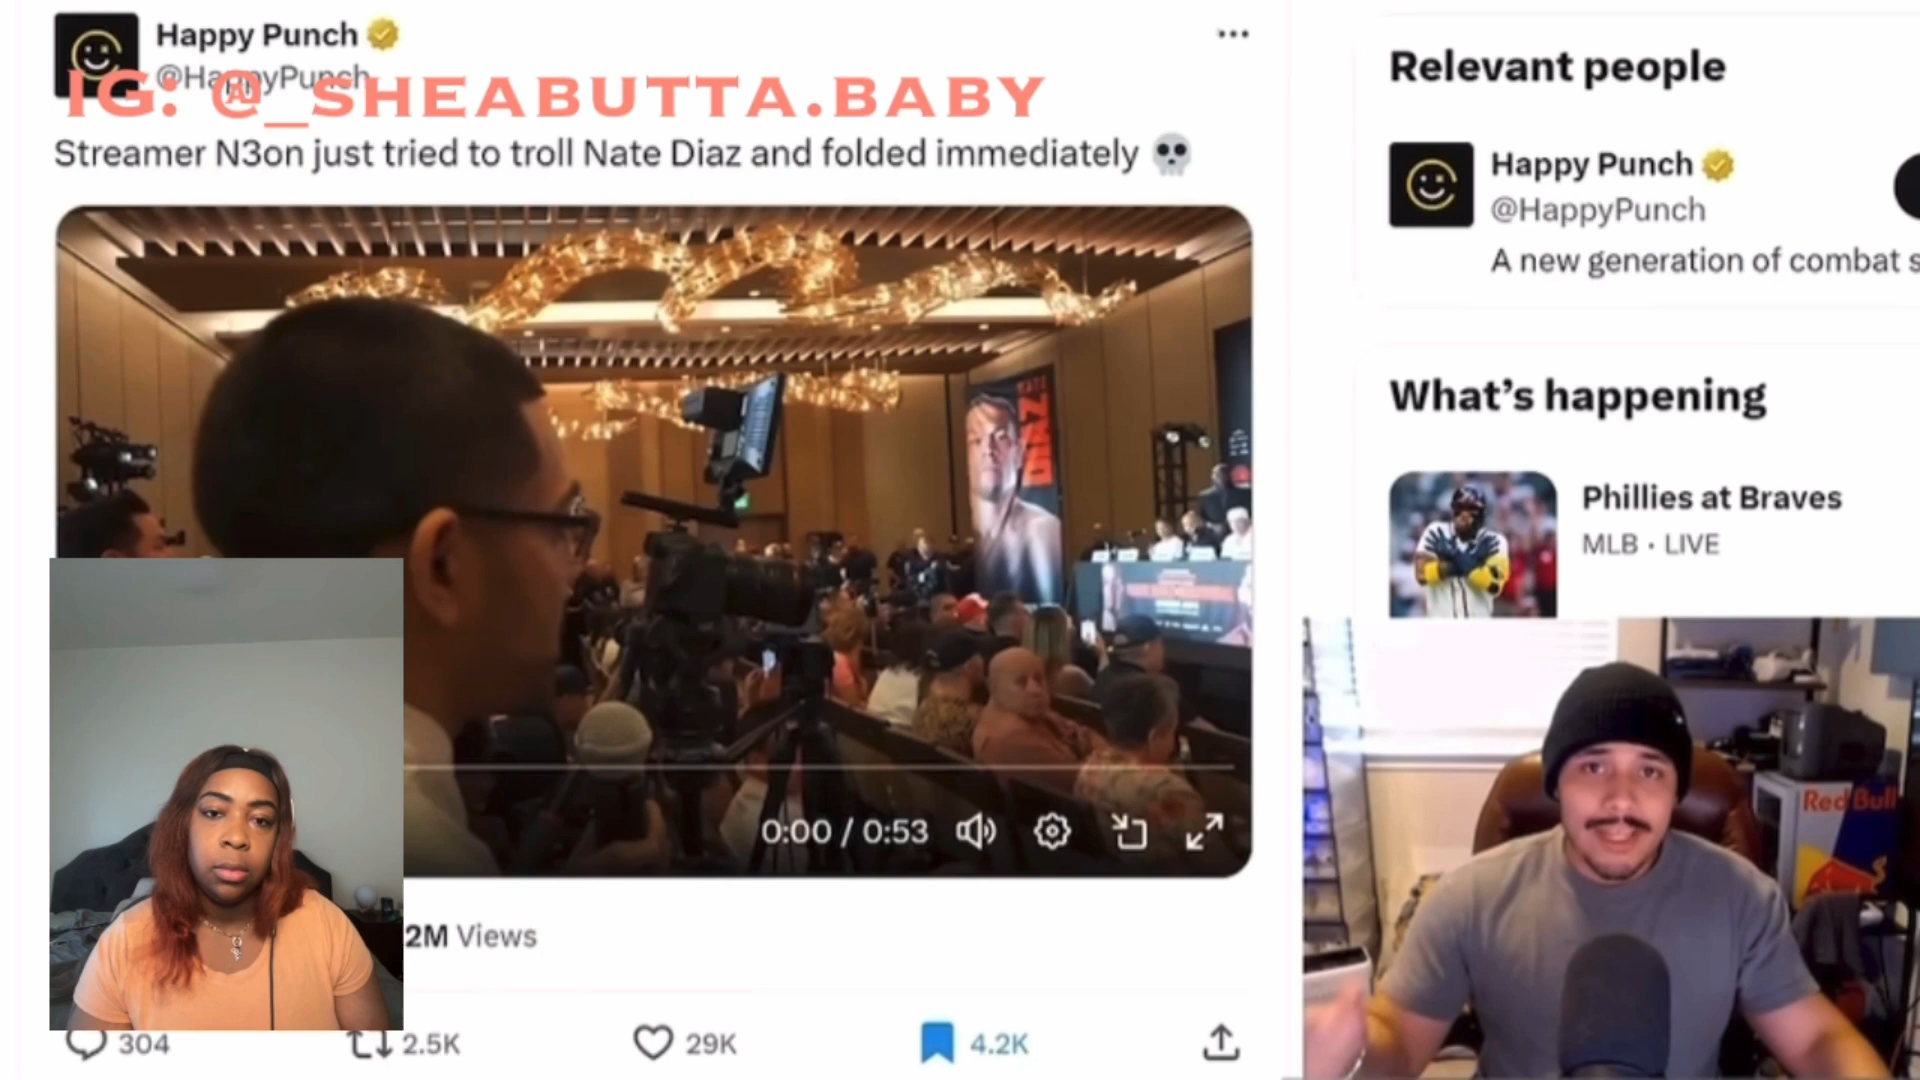 Happy Punch
@HappyPunch
IG: @_SHEABUTTA.BABY
Streamer N3on just tried to troll Nate Diaz and folded immediately 💀
DIAZ
0:00 / 0:53
2M Views
304
2.5K
29K
4.2K
Relevant people
Happy Punch
@HappyPunch
A new generation of combat s
What's happening
Phillies at Braves
MLB · LIVE
Red Bull